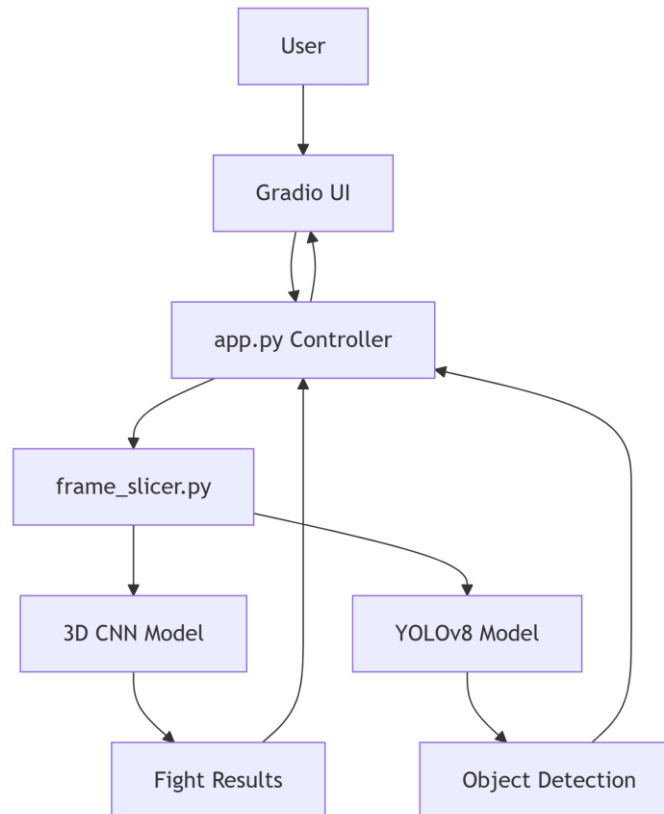 User
Gradio UI
app.py Controller
frame_slicer.py
3D CNN Model
YOLOv8 Model
Fight Results
Object Detection